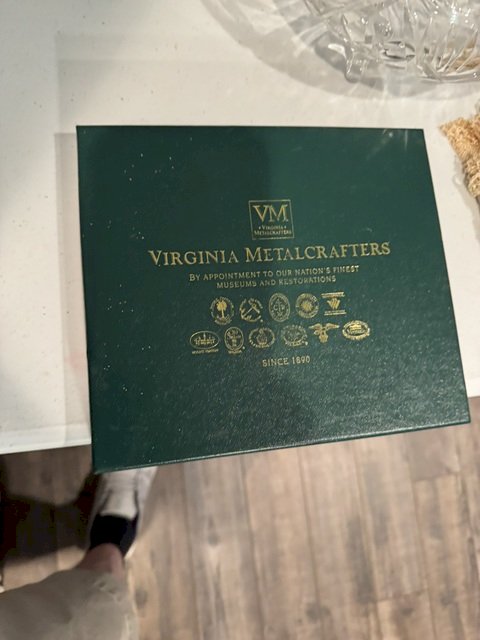 VM
• VIRGINIA •
METALCRAFTERS
VIRGINIA METALCRAFTERS
BY APPOINTMENT TO OUR NATION'S FINEST
MUSEUMS AND RESTORATIONS
SINCE 1890